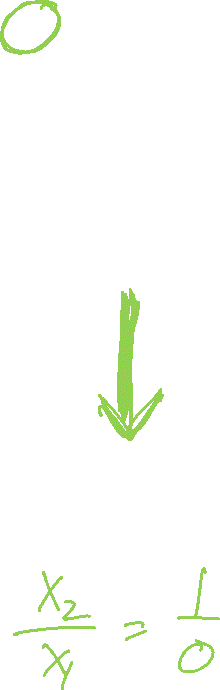 0
↓
x₂/x₁ = 1/0